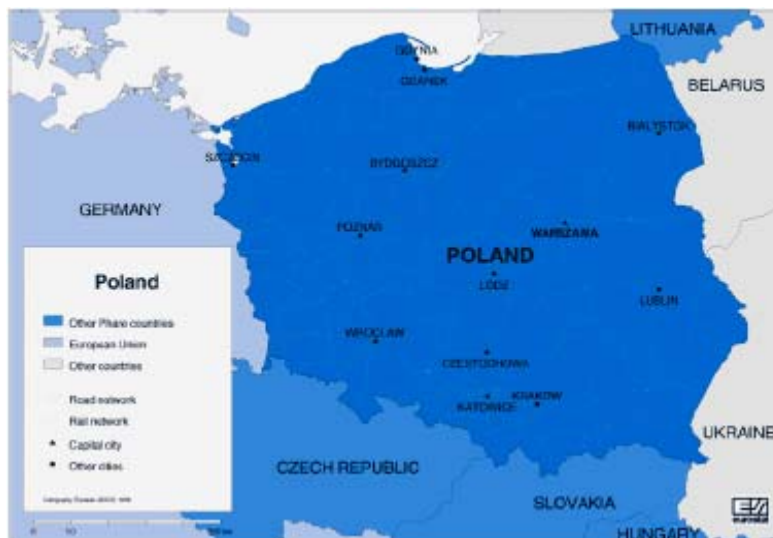 LITHUANIA
GDYNIA
GDANSK
BELARUS
BIALYSTOK
SZCZECIN
BYDGOSZCZ
GERMANY
POZNAN
WARSZAWA
POLAND
LODZ
LUBLIN
Poland
Other Phare countries
European Union
Other countries
Road network
Rail network
Capital city
Other cities
WROCLAW
CZESTOCHOWA
KATOWICE
KRAKOW
UKRAINE
CZECH REPUBLIC
SLOVAKIA
HUNGARY
eurostat